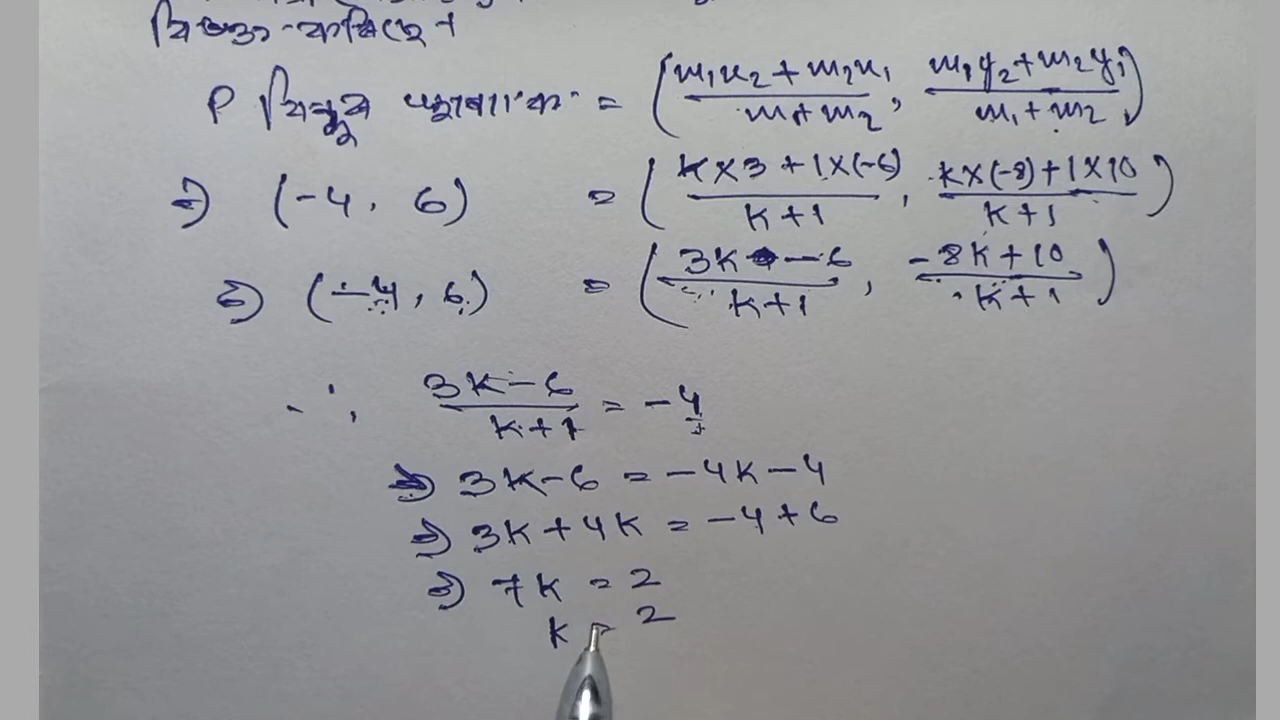 বিভক্ত কৰিছে ।
P বিন্দুৰ স্থানাংক = (m₁x₂ + m₂x₁ / m₁+m₂, m₁y₂ + m₂y₁ / m₁+m₂)
⇒ (-4, 6) = (k×3 + 1×(-6) / k+1, k×(-8) + 1×10 / k+1)
⇒ (-4, 6) = (3k - 6 / k+1, -8k + 10 / k+1)
∴ 3k - 6 / k+1 = -4
⇒ 3k - 6 = -4k - 4
⇒ 3k + 4k = -4 + 6
⇒ 7k = 2
k = 2